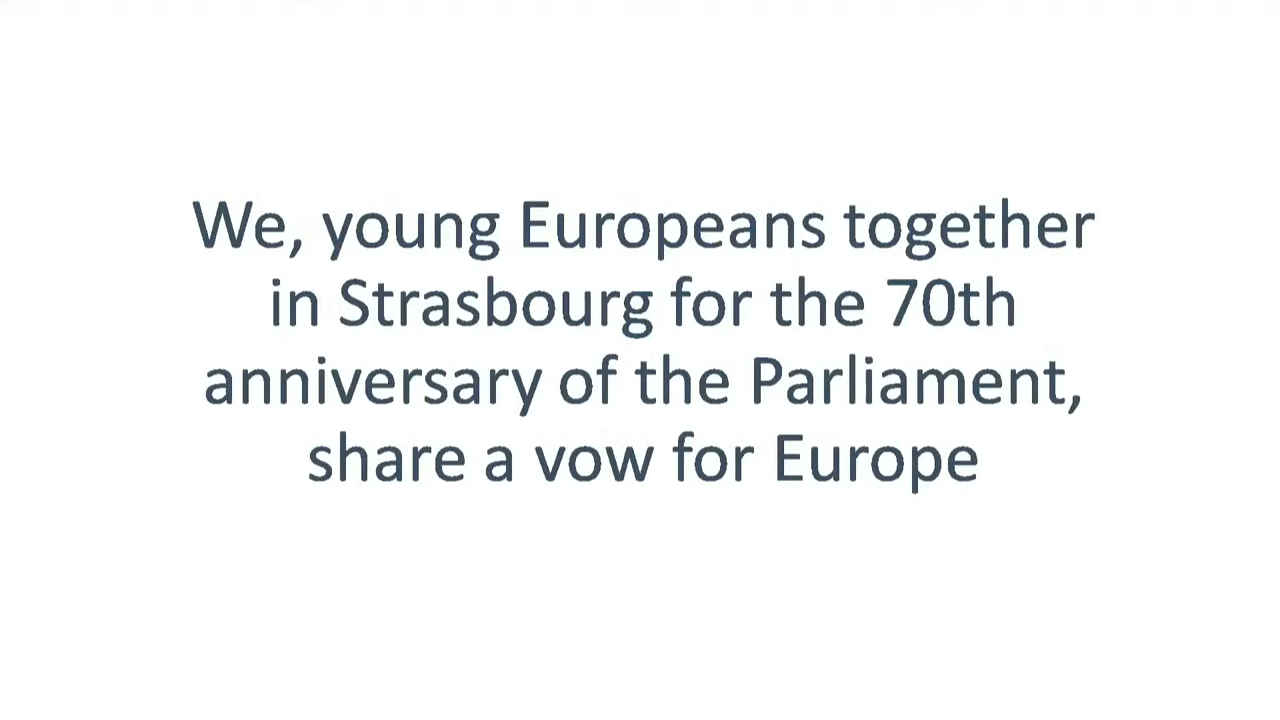 We, young Europeans together
in Strasbourg for the 70th
anniversary of the Parliament,
share a vow for Europe